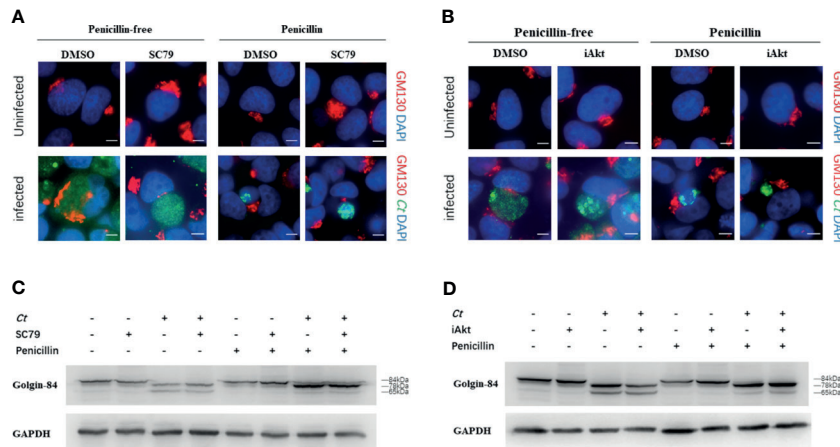 A
Penicillin-free Penicillin
DMSO SC79 DMSO SC79
Uninfected
GM130 DAPI
infected
GM130 Ct DAPI
B
Penicillin-free Penicillin
DMSO iAkt DMSO iAkt
Uninfected
GM130 DAPI
infected
GM130 Ct DAPI
C
Ct - - + + - - + +
SC79 - + - + - + - +
Penicillin - - - - + + + +
Golgin-84
84kDa
78kDa
65kDa
GAPDH
D
Ct - - + + - - + +
iAkt - + - + - + - +
Penicillin - - - - + + + +
Golgin-84
84kDa
78kDa
65kDa
GAPDH